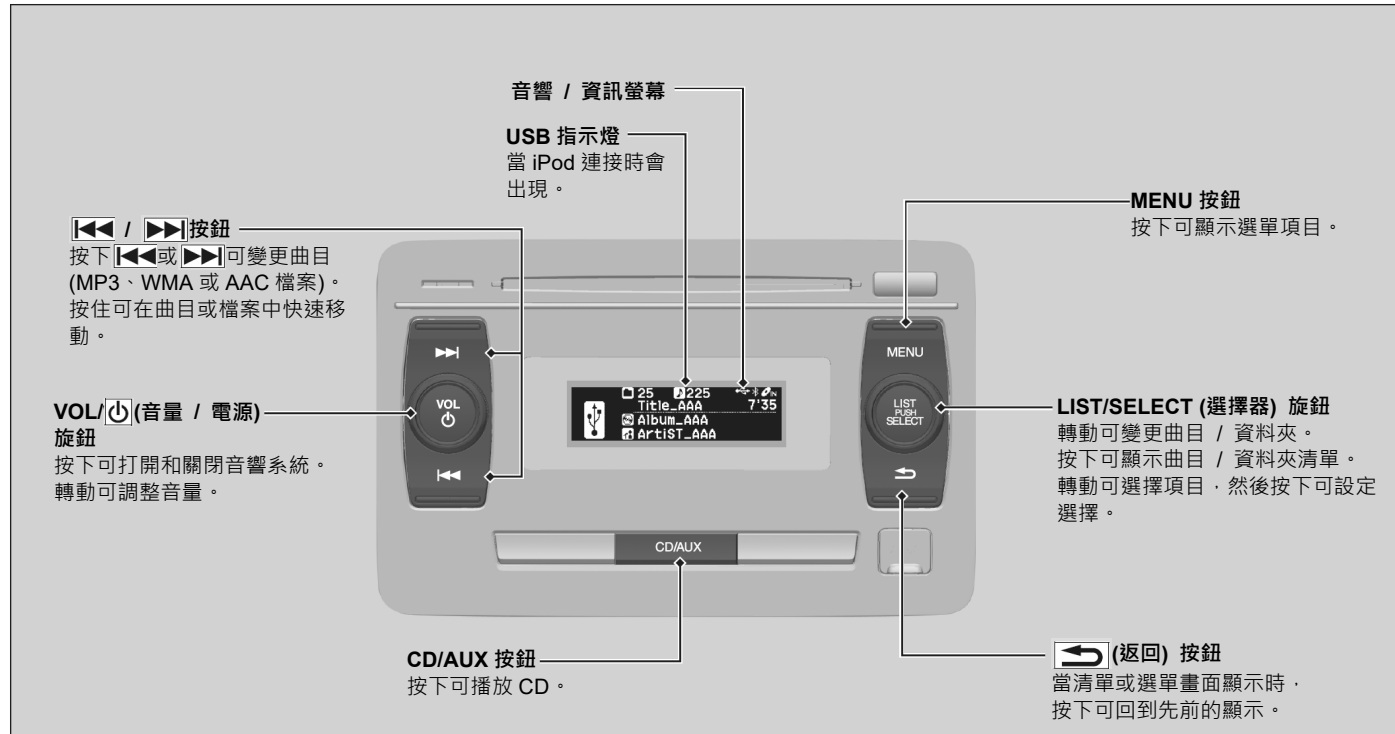 音響 / 資訊螢幕
USB 指示燈
當 iPod 連接時會
出現。
MENU 按鈕
按下可顯示選單項目。
⏮ / ⏭按鈕
按下⏮或⏭可變更曲目
(MP3、WMA 或 AAC 檔案)。
按住可在曲目或檔案中快速移
動。
VOL/⏻(音量 / 電源)
旋鈕
按下可打開和關閉音響系統。
轉動可調整音量。
VOL
25 225
Title_AAA 7'35
Album_AAA
ArtiST_AAA
MENU
LIST
PUSH
SELECT
CD/AUX
LIST/SELECT (選擇器) 旋鈕
轉動可變更曲目 / 資料夾。
按下可顯示曲目 / 資料夾清單。
轉動可選擇項目，然後按下可設定
選擇。
CD/AUX 按鈕
按下可播放 CD。
⮌(返回) 按鈕
當清單或選單畫面顯示時，
按下可回到先前的顯示。